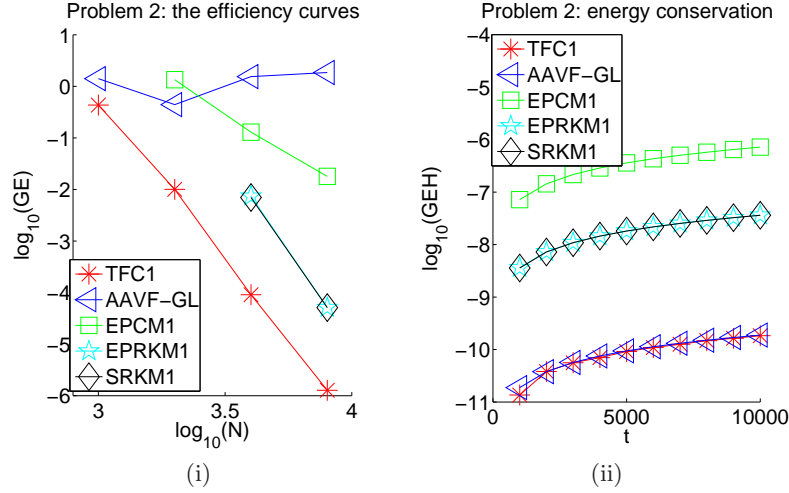 Problem 2: the efficiency curves
1
0
−1
−2
−3
−4
−5
−6
log10(GE)
TFC1
AAVF−GL
EPCM1
EPRKM1
SRKM1
3
3.5
4
log10(N)
(i)
Problem 2: energy conservation
−4
−5
−6
−7
−8
−9
−10
−11
log10(GEH)
TFC1
AAVF−GL
EPCM1
EPRKM1
SRKM1
0
5000
10000
t
(ii)